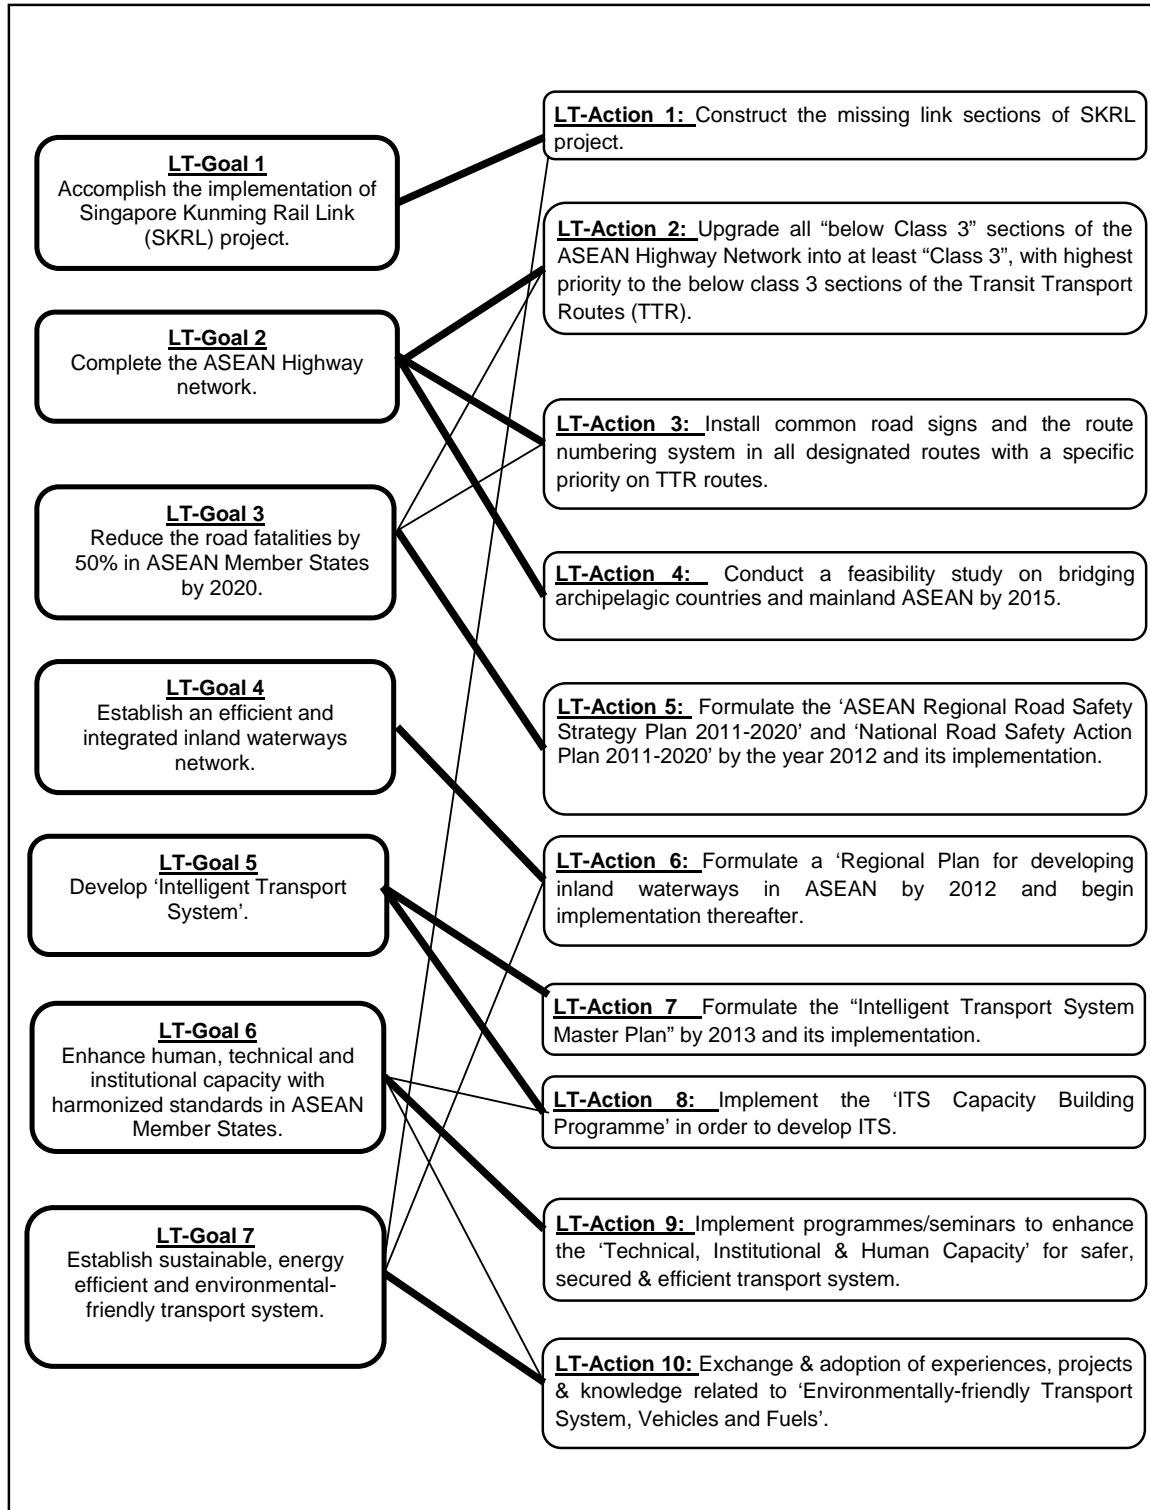 LT-Goal 1
Accomplish the implementation of
Singapore Kunming Rail Link
(SKRL) project.
LT-Goal 2
Complete the ASEAN Highway
network.
LT-Goal 3
Reduce the road fatalities by
50% in ASEAN Member States
by 2020.
LT-Goal 4
Establish an efficient and
integrated inland waterways
network.
LT-Goal 5
Develop ‘Intelligent Transport
System’.
LT-Goal 6
Enhance human, technical and
institutional capacity with
harmonized standards in ASEAN
Member States.
LT-Goal 7
Establish sustainable, energy
efficient and environmental-
friendly transport system.
LT-Action 1: Construct the missing link sections of SKRL
project.
LT-Action 2: Upgrade all “below Class 3” sections of the
ASEAN Highway Network into at least “Class 3”, with highest
priority to the below class 3 sections of the Transit Transport
Routes (TTR).
LT-Action 3: Install common road signs and the route
numbering system in all designated routes with a specific
priority on TTR routes.
LT-Action 4: Conduct a feasibility study on bridging
archipelagic countries and mainland ASEAN by 2015.
LT-Action 5: Formulate the ‘ASEAN Regional Road Safety
Strategy Plan 2011-2020’ and ‘National Road Safety Action
Plan 2011-2020’ by the year 2012 and its implementation.
LT-Action 6: Formulate a ‘Regional Plan for developing
inland waterways in ASEAN by 2012 and begin
implementation thereafter.
LT-Action 7 Formulate the “Intelligent Transport System
Master Plan” by 2013 and its implementation.
LT-Action 8: Implement the ‘ITS Capacity Building
Programme’ in order to develop ITS.
LT-Action 9: Implement programmes/seminars to enhance
the ‘Technical, Institutional & Human Capacity’ for safer,
secured & efficient transport system.
LT-Action 10: Exchange & adoption of experiences, projects
& knowledge related to ‘Environmentally-friendly Transport
System, Vehicles and Fuels’.